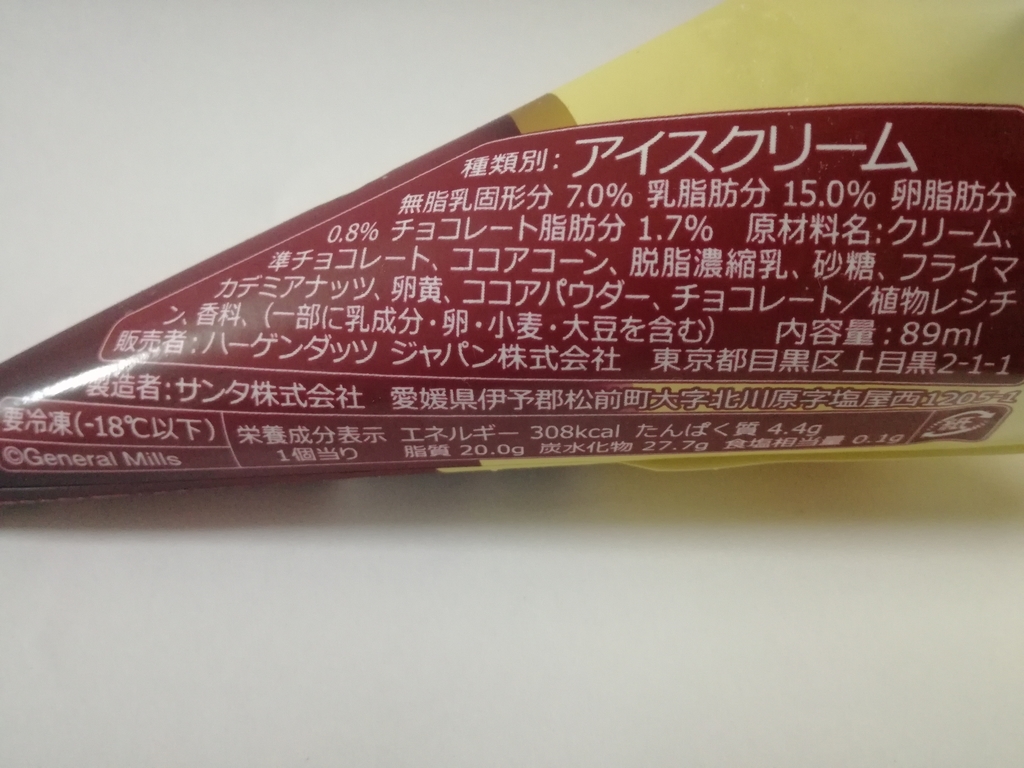 種類別：アイスクリーム
無脂乳固形分 7.0% 乳脂肪分 15.0% 卵脂肪分
0.8% チョコレート脂肪分 1.7%　原材料名：クリーム、
準チョコレート、ココアコーン、脱脂濃縮乳、砂糖、フライマ
カデミアナッツ、卵黄、ココアパウダー、チョコレート／植物レシチ
ン、香料、（一部に乳成分・卵・小麦・大豆を含む）　内容量：89ml
販売者：ハーゲンダッツ ジャパン株式会社　東京都目黒区上目黒2-1-1
製造者：サンタ株式会社　愛媛県伊予郡松前町大字北川原字塩屋西1205-1
要冷凍(-18℃以下)
©General Mills
栄養成分表示 エネルギー 308kcal たんぱく質 4.4g
1個当り 脂質 20.0g 炭水化物 27.7g 食塩相当量 0.1g
紙